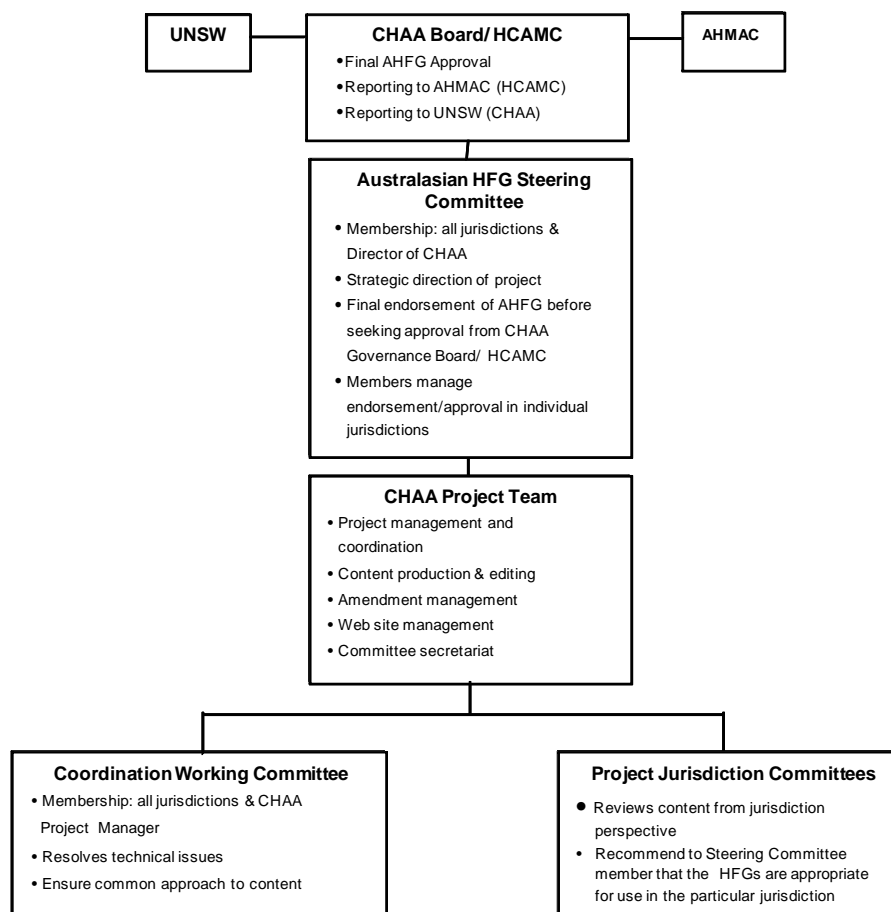 UNSW
CHAA Board/ HCAMC
•Final AHFG Approval
•Reporting to AHMAC (HCAMC)
•Reporting to UNSW (CHAA)
AHMAC
Australasian HFG Steering
Committee
• Membership: all jurisdictions &
Director of CHAA
• Strategic direction of project
• Final endorsement of AHFG before
seeking approval from CHAA
Governance Board/ HCAMC
• Members manage
endorsement/approval in individual
jurisdictions
CHAA Project Team
• Project management and
coordination
• Content production & editing
• Amendment management
• Web site management
• Committee secretariat
Coordination Working Committee
• Membership: all jurisdictions & CHAA
Project Manager
• Resolves technical issues
• Ensure common approach to content
Project Jurisdiction Committees
• Reviews content from jurisdiction
perspective
• Recommend to Steering Committee
member that the HFGs are appropriate
for use in the particular jurisdiction